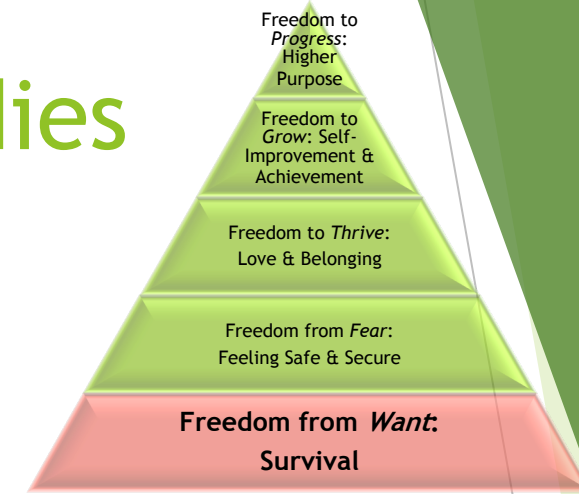 lies
Freedom to
Progress:
Higher
Purpose
Freedom to
Grow: Self-
Improvement &
Achievement
Freedom to Thrive:
Love & Belonging
Freedom from Fear:
Feeling Safe & Secure
Freedom from Want:
Survival